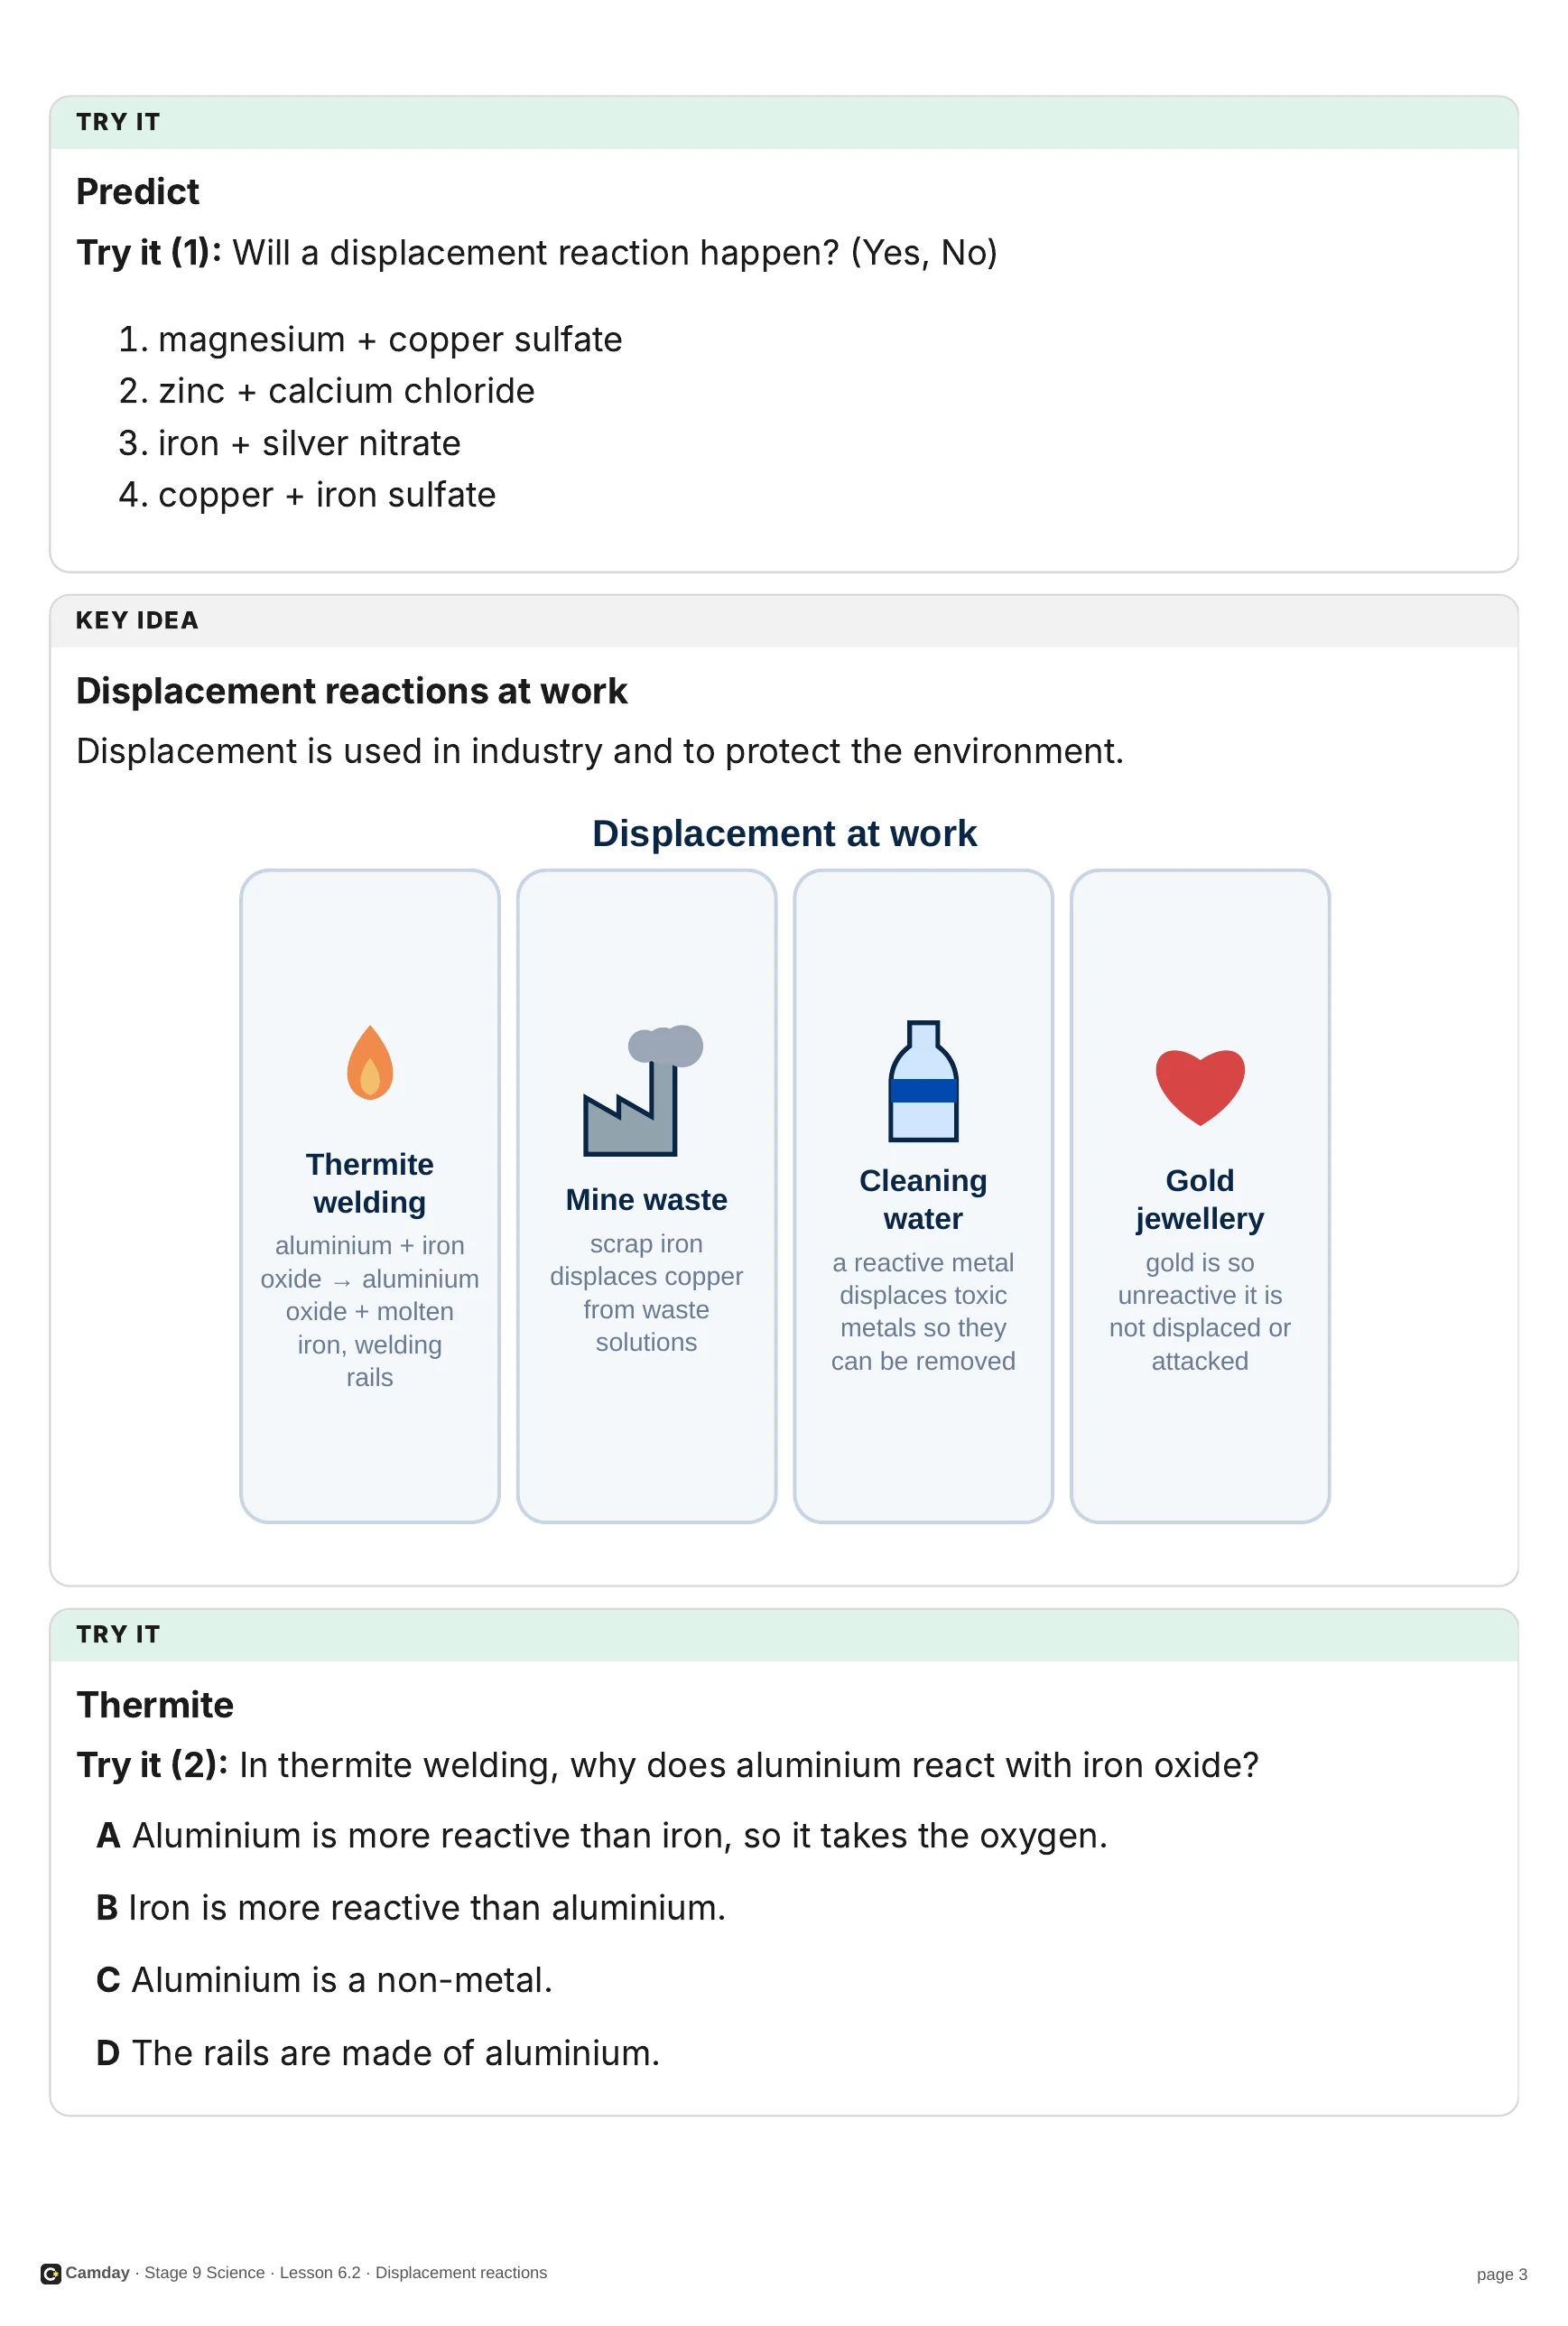 TRY IT
Predict
Try it (1): Will a displacement reaction happen? (Yes, No)
1. magnesium + copper sulfate
2. zinc + calcium chloride
3. iron + silver nitrate
4. copper + iron sulfate
KEY IDEA
Displacement reactions at work
Displacement is used in industry and to protect the environment.
Displacement at work
Thermite
welding
aluminium + iron
oxide → aluminium
oxide + molten
iron, welding
rails
Mine waste
scrap iron
displaces copper
from waste
solutions
Cleaning
water
a reactive metal
displaces toxic
metals so they
can be removed
Gold
jewellery
gold is so
unreactive it is
not displaced or
attacked
TRY IT
Thermite
Try it (2): In thermite welding, why does aluminium react with iron oxide?
A Aluminium is more reactive than iron, so it takes the oxygen.
B Iron is more reactive than aluminium.
C Aluminium is a non-metal.
D The rails are made of aluminium.
Camday · Stage 9 Science · Lesson 6.2 · Displacement reactions
page 3